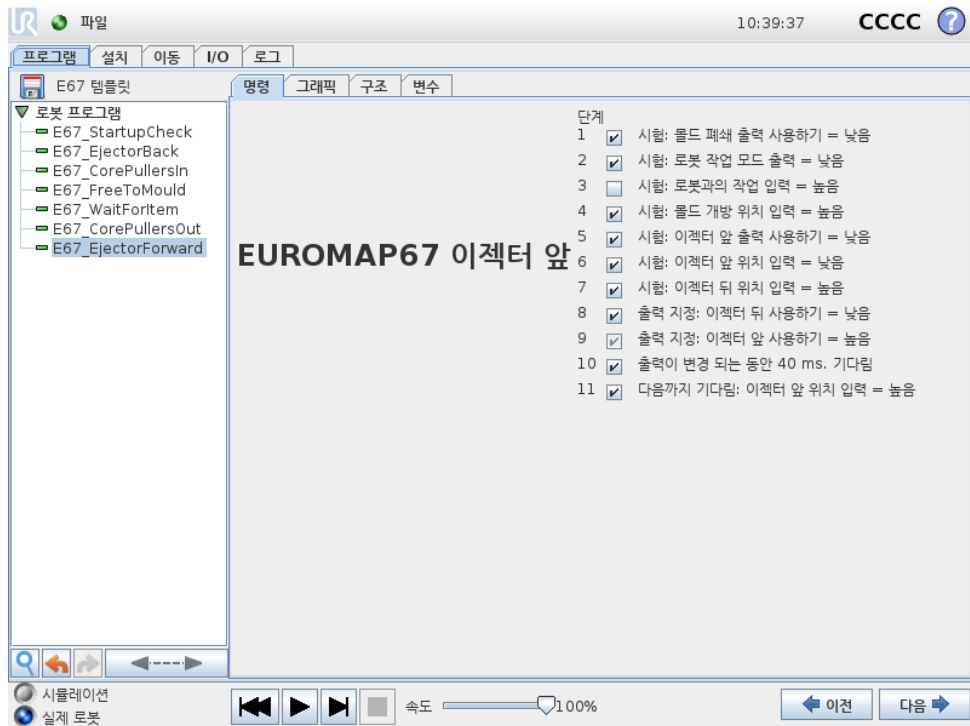 UR 파일 10:39:37 CCCC ?
프로그램 설치 이동 I/O 로그
E67 템플릿 명령 그래픽 구조 변수
로봇 프로그램
E67_StartupCheck
E67_EjectorBack
E67_CorePullersIn
E67_FreeToMould
E67_WaitForItem
E67_CorePullersOut
E67_EjectorForward
EUROMAP67 이젝터 앞
단계
1 시험: 몰드 폐쇄 출력 사용하기 = 낮음
2 시험: 로봇 작업 모드 출력 = 낮음
3 시험: 로봇과의 작업 입력 = 높음
4 시험: 몰드 개방 위치 입력 = 높음
5 시험: 이젝터 앞 출력 사용하기 = 낮음
6 시험: 이젝터 앞 위치 입력 = 낮음
7 시험: 이젝터 뒤 위치 입력 = 높음
8 출력 지정: 이젝터 뒤 사용하기 = 낮음
9 출력 지정: 이젝터 앞 사용하기 = 높음
10 출력이 변경 되는 동안 40 ms. 기다림
11 다음까지 기다림: 이젝터 앞 위치 입력 = 높음
시뮬레이션
실제 로봇
속도 100%
이전 다음